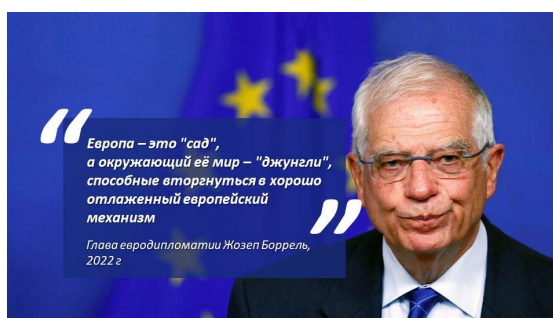 “
Европа – это "сад",
а окружающий её мир – "джунгли",
способные вторгнуться в хорошо
отлаженный европейский
механизм
”
Глава евродипломатии Жозеп Боррель,
2022 г